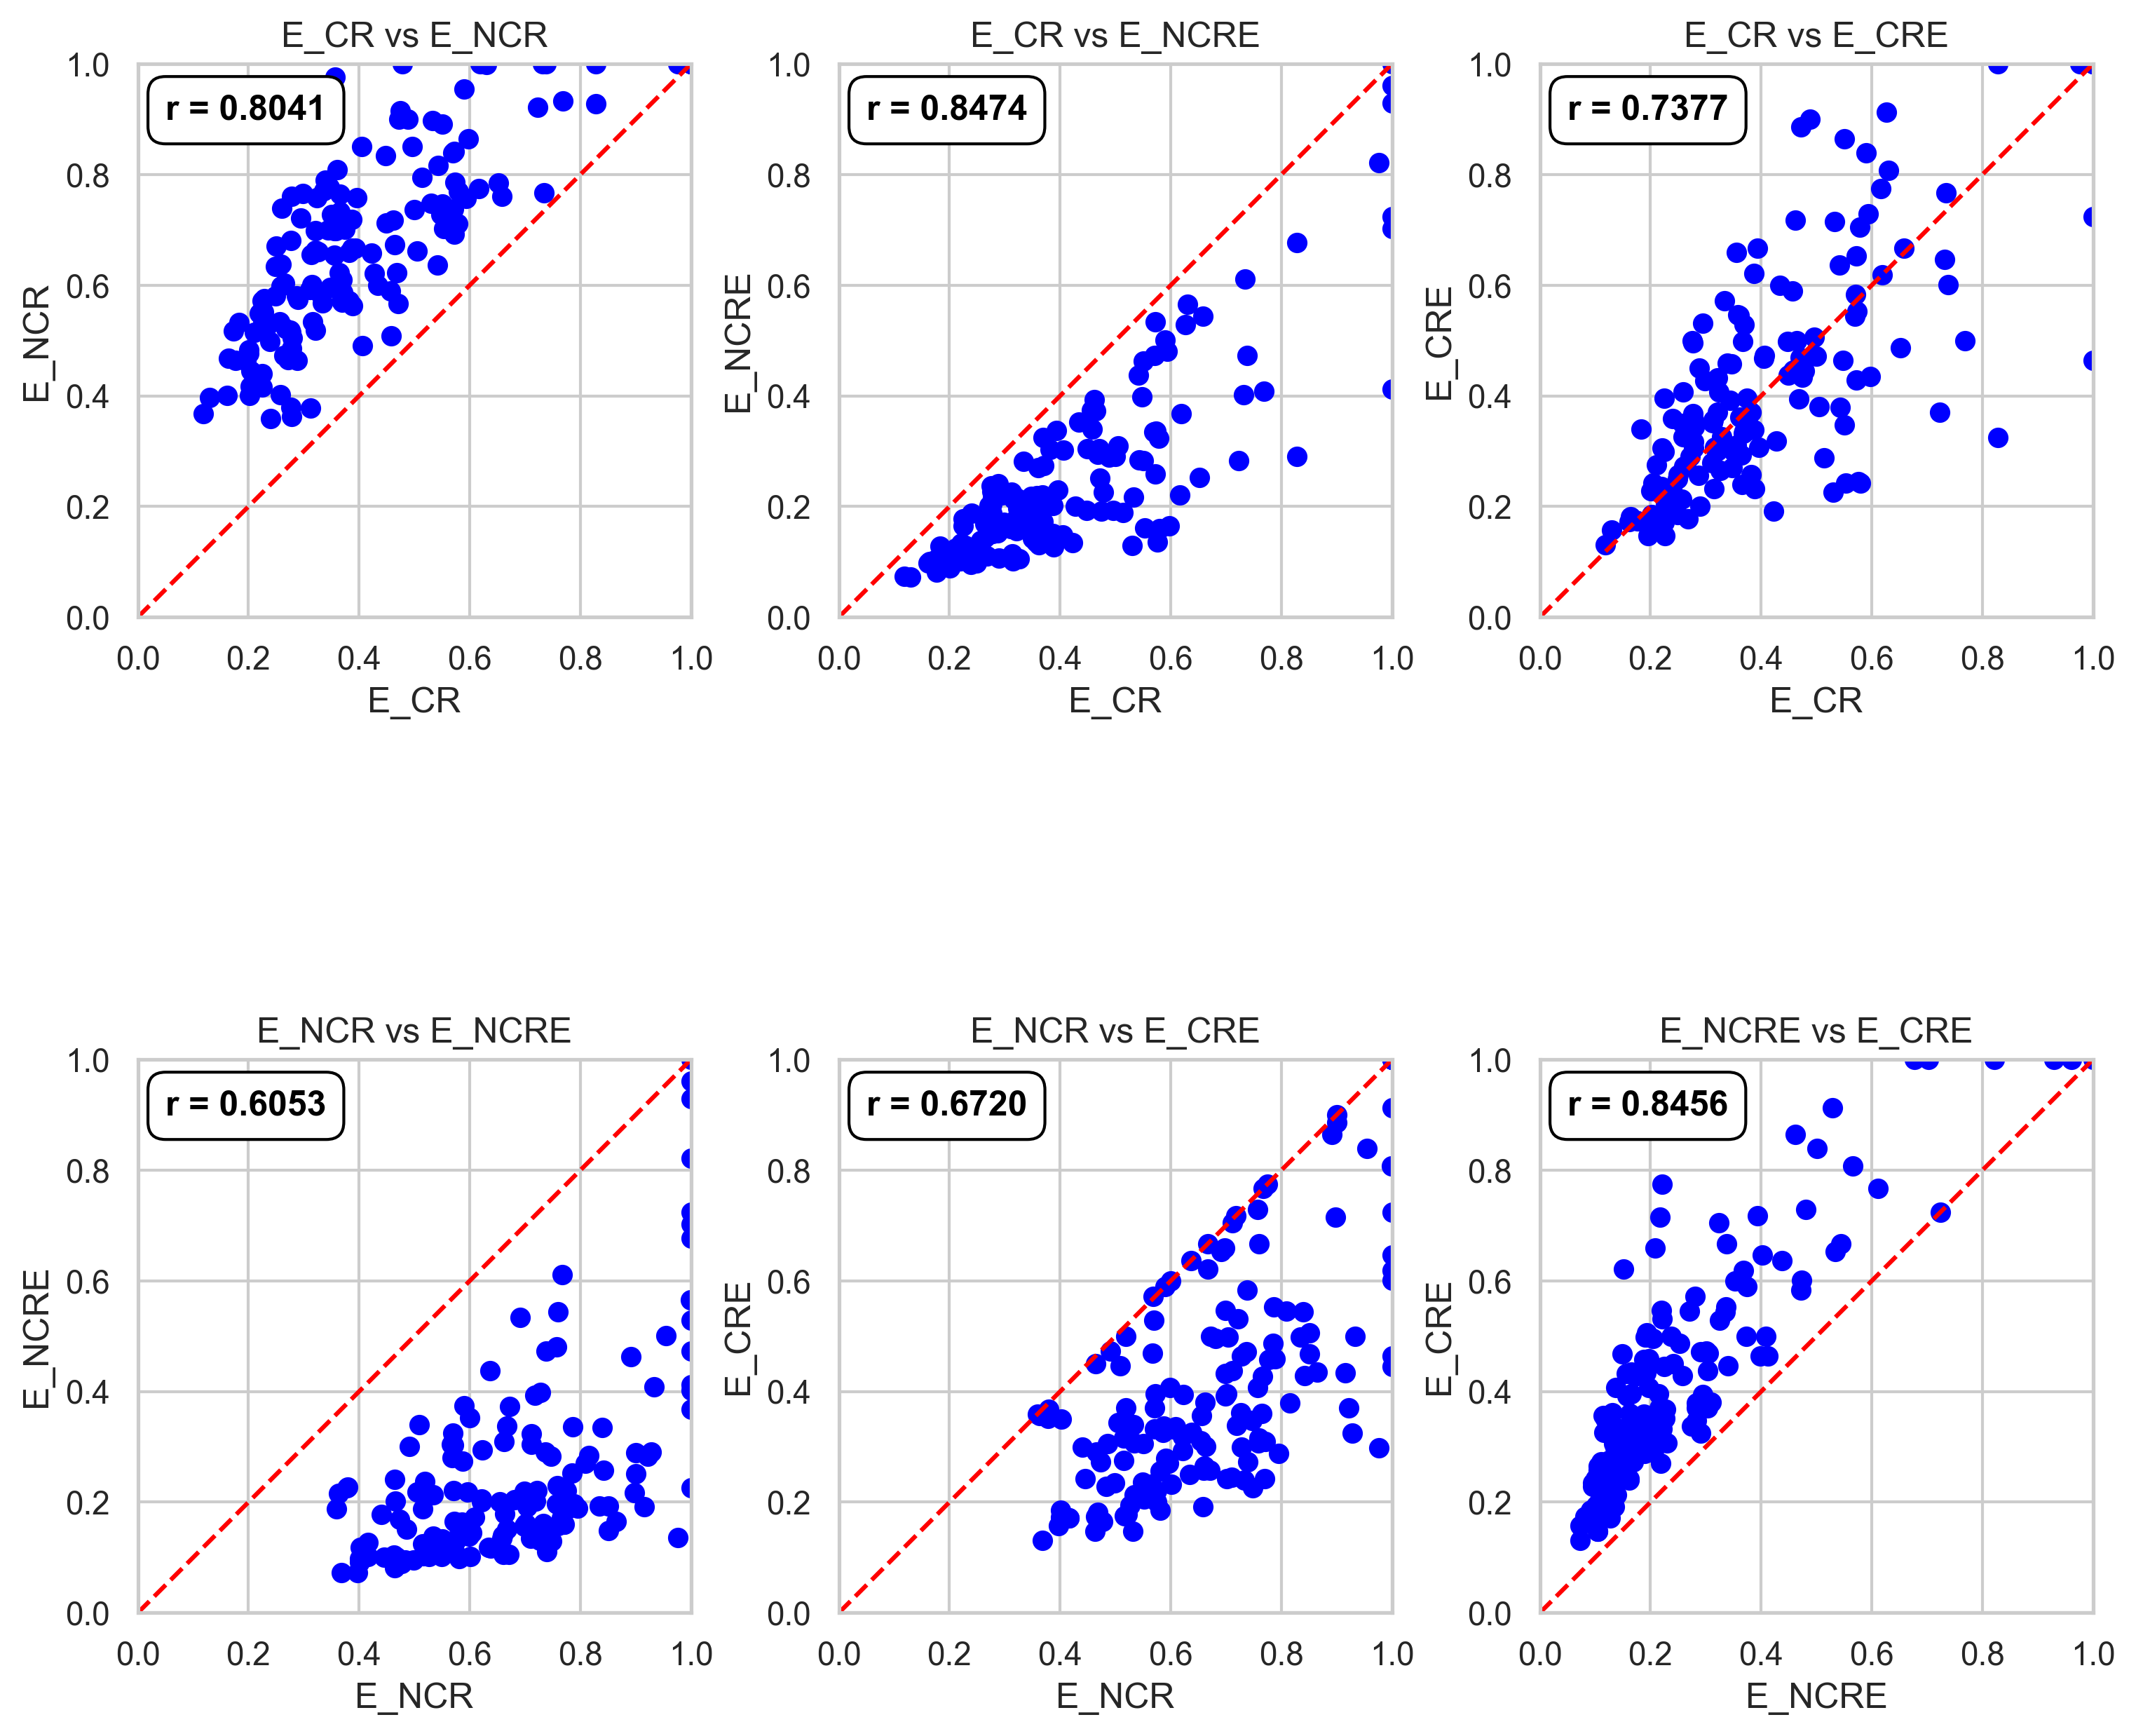 E_CR vs E_NCR
r = 0.8041
1.0
0.8
0.6
0.4
0.2
0.0
E_NCR
0.0 0.2 0.4 0.6 0.8 1.0
E_CR
E_CR vs E_NCRE
r = 0.8474
1.0
0.8
0.6
0.4
0.2
0.0
E_NCRE
0.0 0.2 0.4 0.6 0.8 1.0
E_CR
E_CR vs E_CRE
r = 0.7377
1.0
0.8
0.6
0.4
0.2
0.0
E_CRE
0.0 0.2 0.4 0.6 0.8 1.0
E_CR
E_NCR vs E_NCRE
r = 0.6053
1.0
0.8
0.6
0.4
0.2
0.0
E_NCRE
0.0 0.2 0.4 0.6 0.8 1.0
E_NCR
E_NCR vs E_CRE
r = 0.6720
1.0
0.8
0.6
0.4
0.2
0.0
E_CRE
0.0 0.2 0.4 0.6 0.8 1.0
E_NCR
E_NCRE vs E_CRE
r = 0.8456
1.0
0.8
0.6
0.4
0.2
0.0
E_CRE
0.0 0.2 0.4 0.6 0.8 1.0
E_NCRE